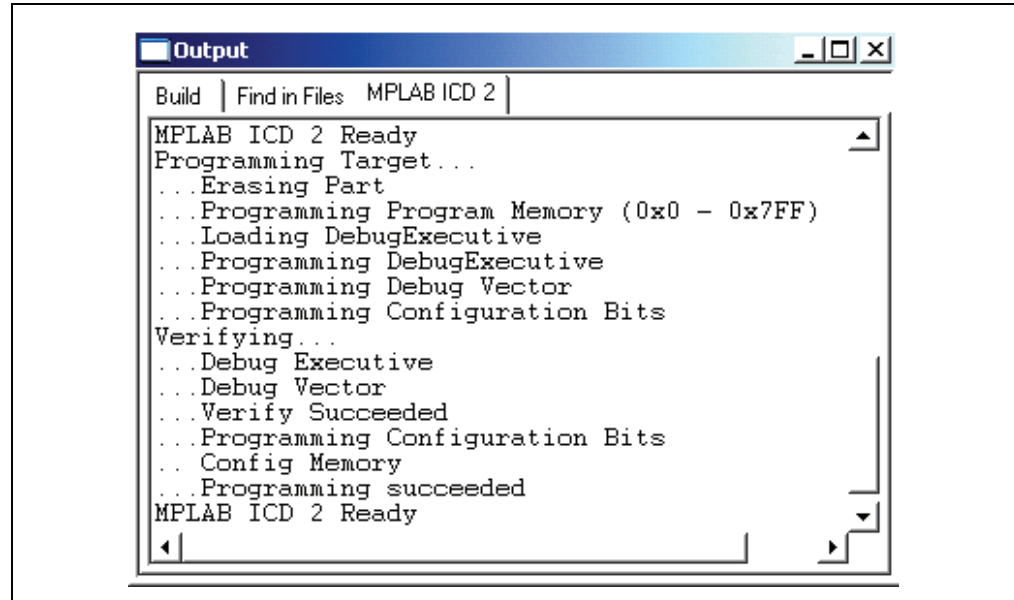 Output
Build Find in Files MPLAB ICD 2
MPLAB ICD 2 Ready
Programming Target...
...Erasing Part
...Programming Program Memory (0x0 - 0x7FF)
...Loading DebugExecutive
...Programming DebugExecutive
...Programming Debug Vector
...Programming Configuration Bits
Verifying...
...Debug Executive
...Debug Vector
...Verify Succeeded
...Programming Configuration Bits
.. Config Memory
...Programming succeeded
MPLAB ICD 2 Ready